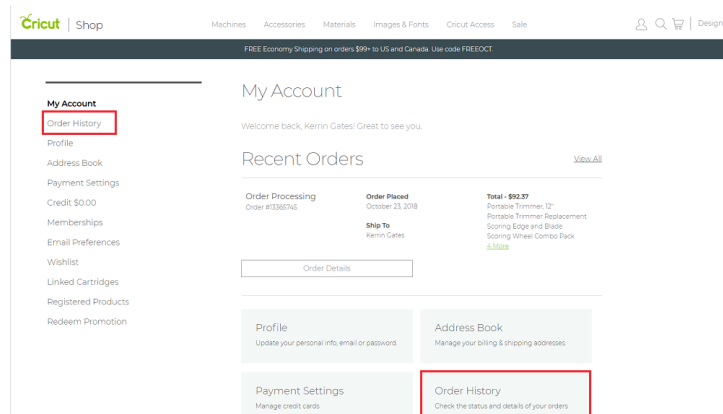 Cricut | Shop
Machines Accessories Materials Images & Fonts Cricut Access Sale
Design
FREE Economy Shipping on orders $99+ to US and Canada. Use code FREEOCT.
My Account
Order History
Profile
Address Book
Payment Settings
Credit $0.00
Memberships
Email Preferences
Wishlist
Linked Cartridges
Registered Products
Redeem Promotion
My Account
Welcome back, Kerrin Gates! Great to see you.
Recent Orders
View All
Order Processing
Order #13365745
Order Placed
October 23, 2018
Ship To
Kerrin Gates
Total - $92.37
Portable Trimmer, 12"
Portable Trimmer Replacement
Scoring Edge and Blade
Scoring Wheel Combo Pack
4 More
Order Details
Profile
Update your personal info, email or password.
Address Book
Manage your billing & shipping addresses.
Payment Settings
Manage credit cards
Order History
Check the status and details of your orders